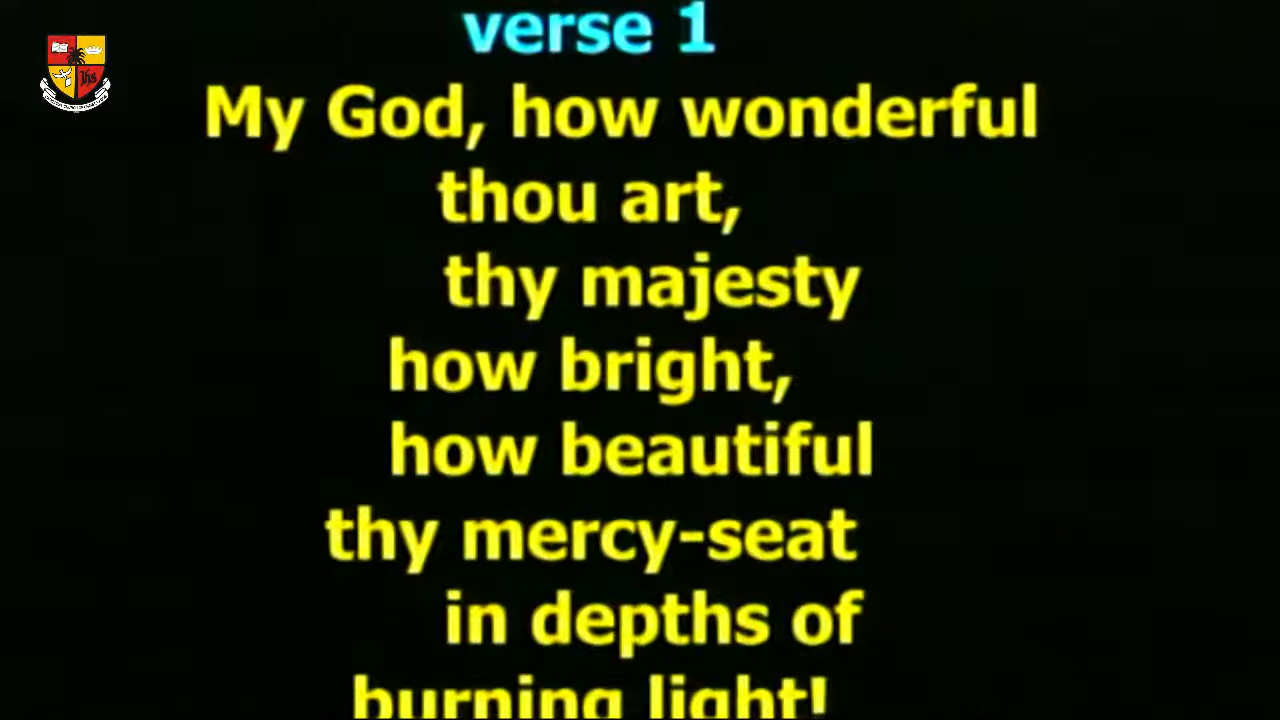 verse 1
My God, how wonderful
thou art,
thy majesty
how bright,
how beautiful
thy mercy-seat
in depths of
burning light!
Ihs